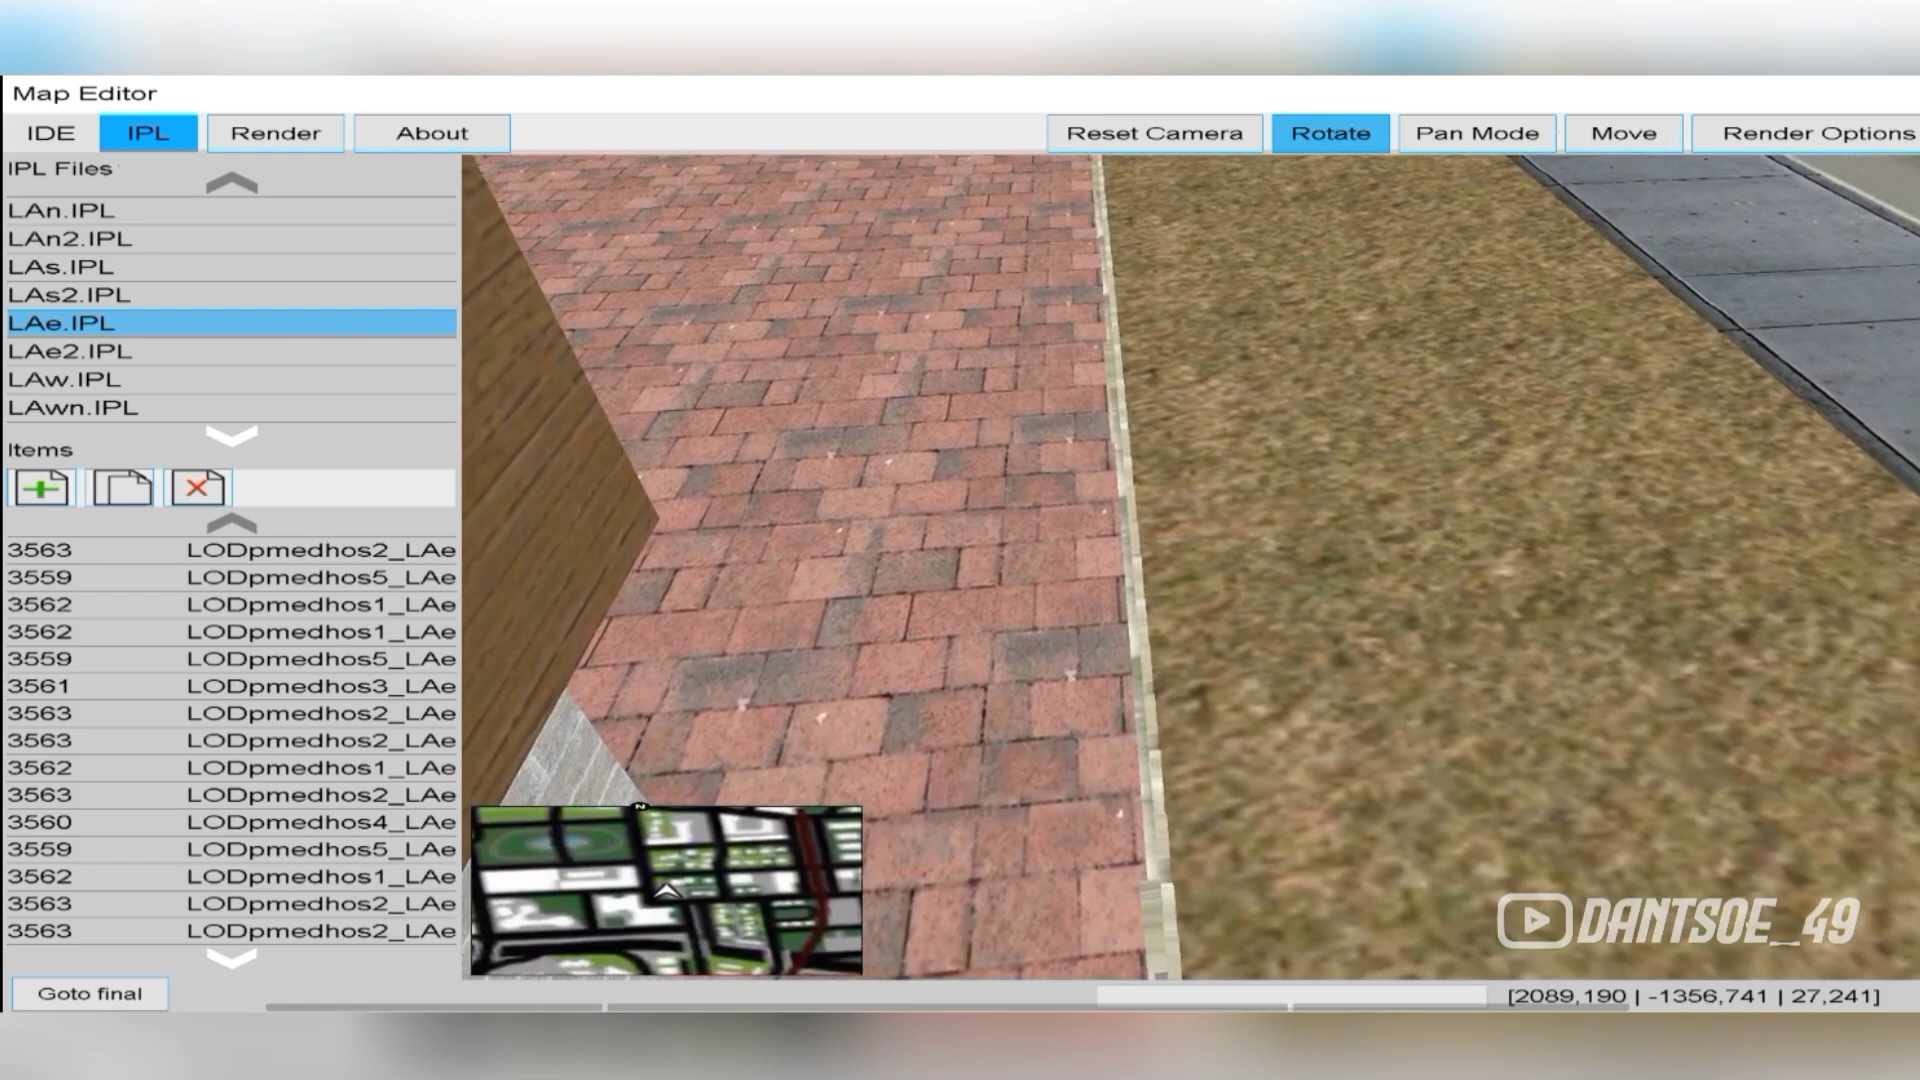 Map Editor
IDE IPL Render About Reset Camera Rotate Pan Mode Move Render Options
IPL Files
LAn.IPL
LAn2.IPL
LAs.IPL
LAs2.IPL
LAe.IPL
LAe2.IPL
LAw.IPL
LAwn.IPL
Items
3563 LODpmedhos2_LAe
3559 LODpmedhos5_LAe
3562 LODpmedhos1_LAe
3562 LODpmedhos1_LAe
3559 LODpmedhos5_LAe
3561 LODpmedhos3_LAe
3563 LODpmedhos2_LAe
3563 LODpmedhos2_LAe
3562 LODpmedhos1_LAe
3563 LODpmedhos2_LAe
3560 LODpmedhos4_LAe
3559 LODpmedhos5_LAe
3562 LODpmedhos1_LAe
3563 LODpmedhos2_LAe
3563 LODpmedhos2_LAe
N
DANTSOE_49
Goto final
[2089,190 | -1356,741 | 27,241]